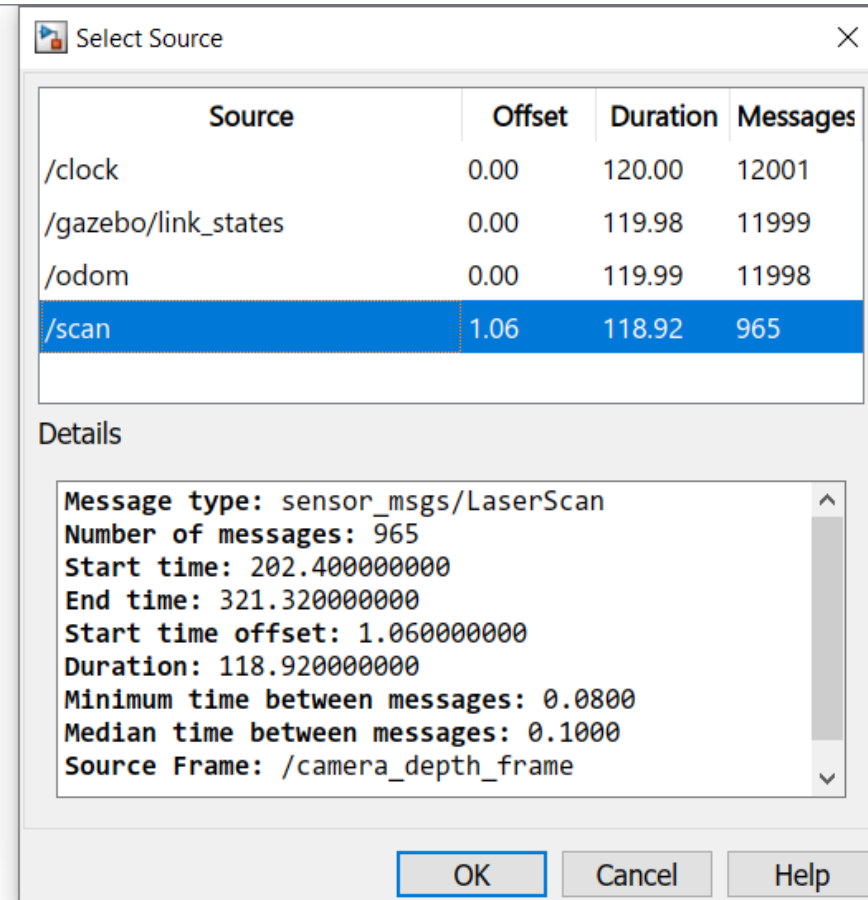 Select Source
Source Offset Duration Messages
/clock 0.00 120.00 12001
/gazebo/link_states 0.00 119.98 11999
/odom 0.00 119.99 11998
/scan 1.06 118.92 965
Details
Message type: sensor_msgs/LaserScan
Number of messages: 965
Start time: 202.400000000
End time: 321.320000000
Start time offset: 1.060000000
Duration: 118.920000000
Minimum time between messages: 0.0800
Median time between messages: 0.1000
Source Frame: /camera_depth_frame
OK Cancel Help